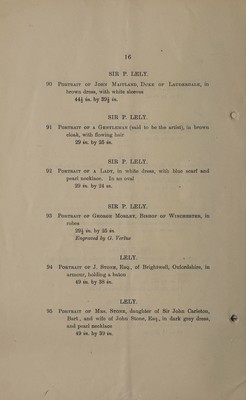 16
SIR P. LELY.
90 PORTRAIT OF JOHN MAITLAND, DUKE OF LAUDERDALE, in
brown dress, with white sleeves
44½ in. by 39½ in.
SIR P. LELY.
91 PORTRAIT OF A GENTLEMAN (said to be the artist), in brown
cloak, with flowing hair
29 in. by 25 in.
SIR P. LELY.
92 PORTRAIT OF A LADY, in white dress, with blue scarf and
pearl necklace. In an oval
29 in. by 24 in.
SIR P. LELY.
93 PORTRAIT OF GEORGE MORLEY, BISHOP OF WINCHESTER, in
robes
29½ in. by 25 in.
Engraved by G. Vertue
LELY.
94 PORTRAIT OF J. STONE, Esq., of Brightwell, Oxfordshire, in
armour, holding a baton
49 in. by 38 in.
LELY.
95 PORTRAIT OF MRS. STONE, daughter of Sir John Carleton,
Bart., and wife of John Stone, Esq., in dark grey dress,
and pearl necklace
49 in. by 39 in.